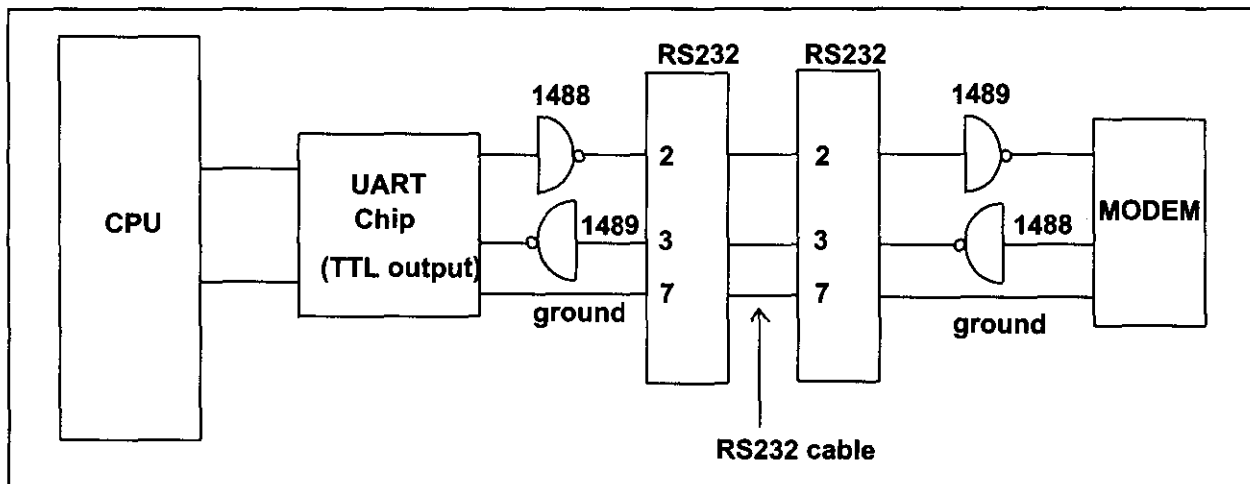 RS232
RS232
1488
1489
2
2
UART
Chip
(TTL output)
CPU
MODEM
1489
3
3
1488
7
7
ground
ground
RS232 cable